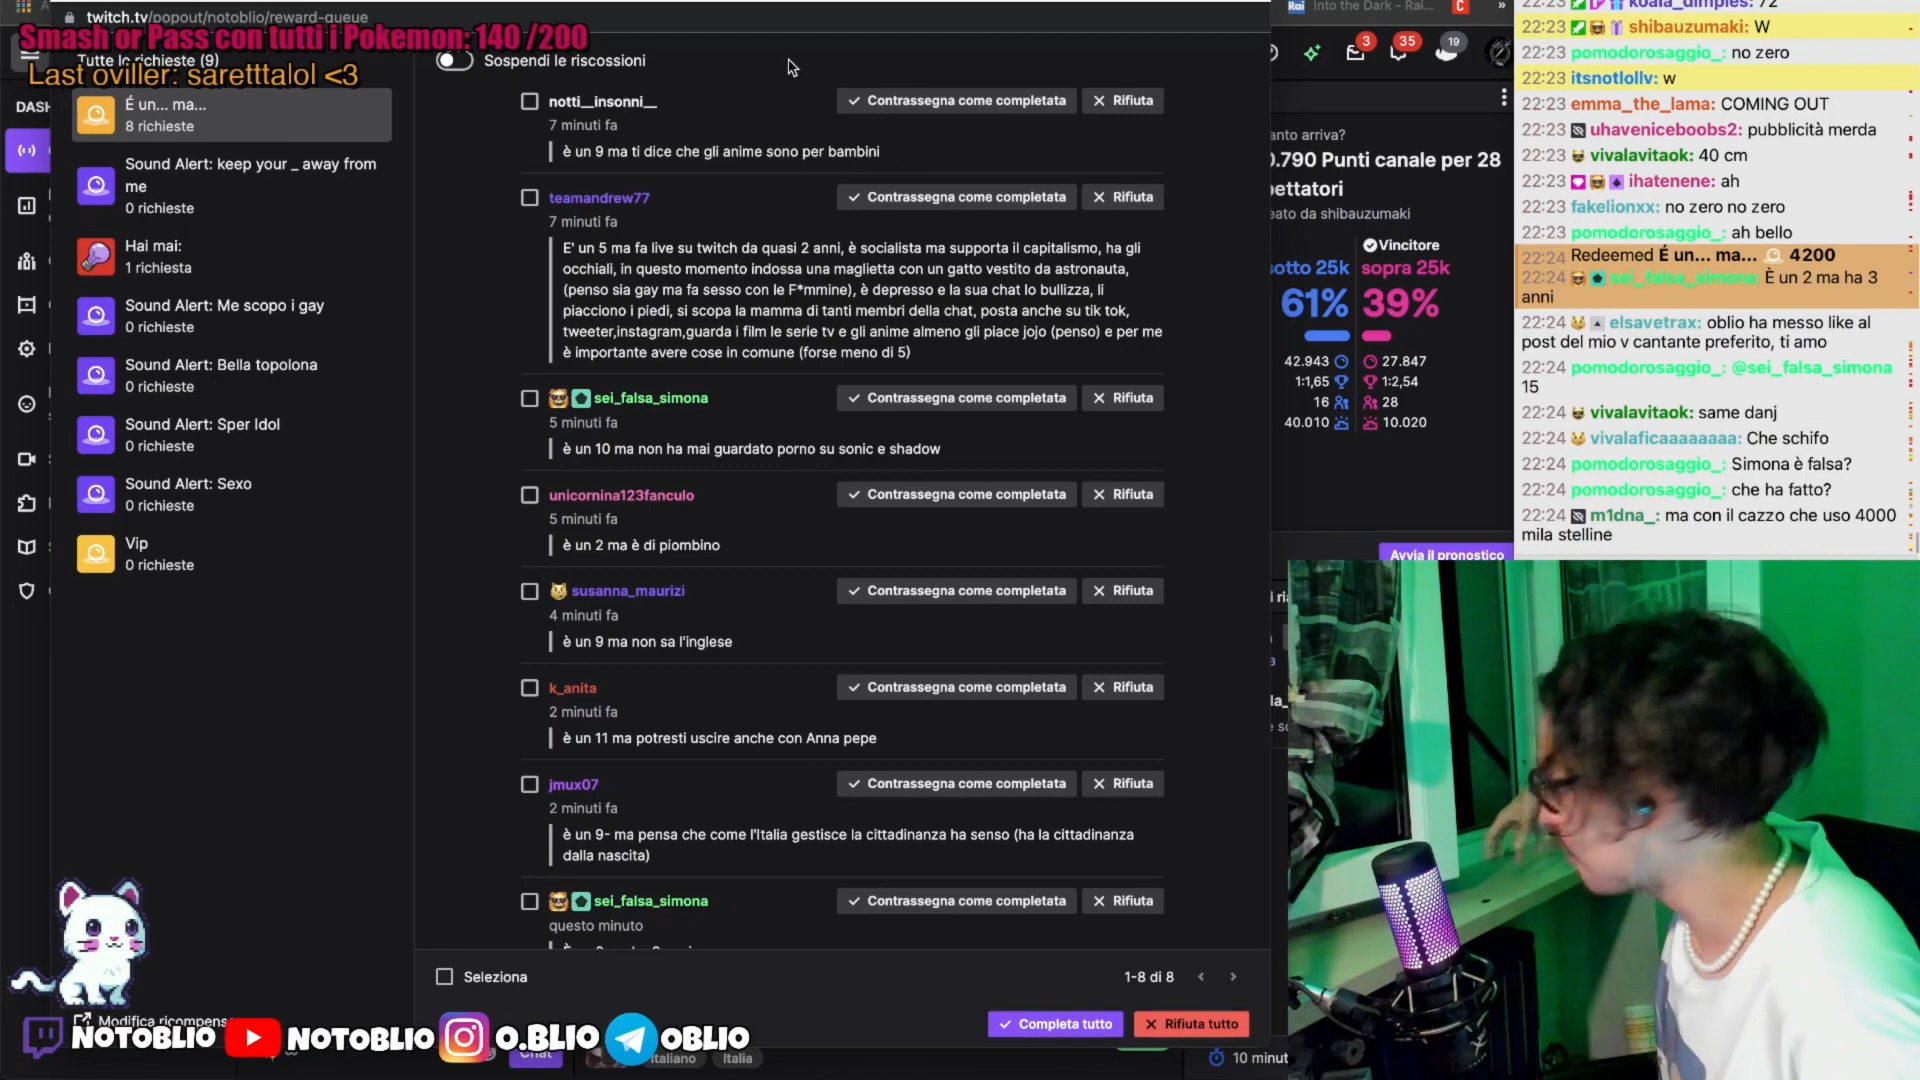 twitch.tv/popout/notoblio/reward-queue
Smash or Pass con tutti i Pokemon: 140 /200
Tutte le richieste (9)
Last oviller: saretttalol <3
Sospendi le riscossioni
DASH
É un... ma...
8 richieste
Sound Alert: keep your _ away from
me
0 richieste
Hai mai:
1 richiesta
Sound Alert: Me scopo i gay
0 richieste
Sound Alert: Bella topolona
0 richieste
Sound Alert: Sper Idol
0 richieste
Sound Alert: Sexo
0 richieste
Vip
0 richieste
notti__insonni__
Contrassegna come completata
Rifiuta
7 minuti fa
è un 9 ma ti dice che gli anime sono per bambini
teamandrew77
Contrassegna come completata
Rifiuta
7 minuti fa
E' un 5 ma fa live su twitch da quasi 2 anni, è socialista ma supporta il capitalismo, ha gli
occhiali, in questo momento indossa una maglietta con un gatto vestito da astronauta,
(penso sia gay ma fa sesso con le F*mmine), è depresso e la sua chat lo bullizza, li
piacciono i piedi, si scopa la mamma di tanti membri della chat, posta anche su tik tok,
tweeter,instagram,guarda i film le serie tv e gli anime almeno gli piace jojo (penso) e per me
è importante avere cose in comune (forse meno di 5)
sei_falsa_simona
Contrassegna come completata
Rifiuta
5 minuti fa
è un 10 ma non ha mai guardato porno su sonic e shadow
unicornina123fanculo
Contrassegna come completata
Rifiuta
5 minuti fa
è un 2 ma è di piombino
susanna_maurizi
Contrassegna come completata
Rifiuta
4 minuti fa
è un 9 ma non sa l'inglese
k_anita
Contrassegna come completata
Rifiuta
2 minuti fa
è un 11 ma potresti uscire anche con Anna pepe
jmux07
Contrassegna come completata
Rifiuta
2 minuti fa
è un 9- ma pensa che come l'Italia gestisce la cittadinanza ha senso (ha la cittadinanza
dalla nascita)
sei_falsa_simona
Contrassegna come completata
Rifiuta
questo minuto
Seleziona
1-8 di 8
Completa tutto
Rifiuta tutto
Modifica ricompens
NOTOBLIO
NOTOBLIO
O.BLIO
OBLIO
Chat
Italiano
Italia
10 minut
Rai
Into the Dark - Rai...
C
»
3
35
19
anto arriva?
0.790 Punti canale per 28
pettatori
eato da shibauzumaki
Vincitore
sotto 25k
sopra 25k
61%
39%
42.943
27.847
1:1,65
1:2,54
16
28
40.010
10.020
Avvia il pronostico
22:23 koala_dimples: 72
22:23 shibauzumaki: W
22:23 pomodorosaggio_: no zero
22:23 itsnotlollv: w
22:23 emma_the_lama: COMING OUT
22:23 uhaveniceboobs2: pubblicità merda
22:23 vivalavitaok: 40 cm
22:23 ihatenene: ah
22:23 fakelionxx: no zero no zero
22:23 pomodorosaggio_: ah bello
22:24 Redeemed É un... ma... 4200
22:24 sei_falsa_simona: È un 2 ma ha 3
anni
22:24 elsavetrax: oblio ha messo like al
post del mio v cantante preferito, ti amo
22:24 pomodorosaggio_: @sei_falsa_simona
15
22:24 vivalavitaok: same danj
22:24 vivalaficaaaaaaaa: Che schifo
22:24 pomodorosaggio_: Simona è falsa?
22:24 pomodorosaggio_: che ha fatto?
22:24 m1dna_: ma con il cazzo che uso 4000
mila stelline